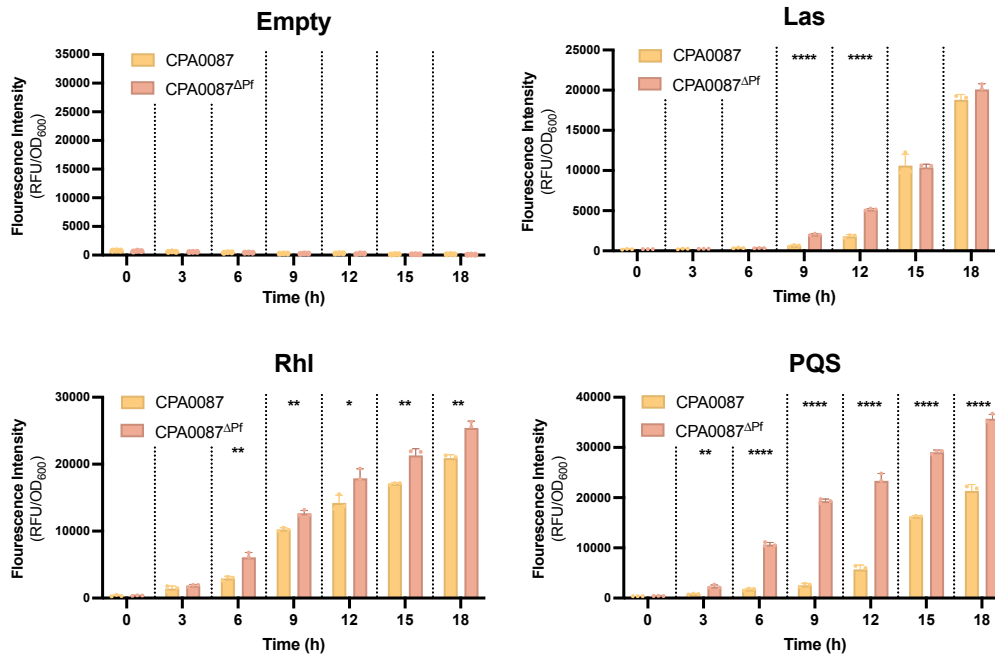 Empty
35000
30000
25000
20000
15000
10000
5000
0
Flourescence Intensity
(RFU/OD600)
CPA0087
CPA0087ΔPf
0 3 6 9 12 15 18
Time (h)
Las
25000
20000
15000
10000
5000
0
Flourescence Intensity
(RFU/OD600)
CPA0087
CPA0087ΔPf
**** ****
0 3 6 9 12 15 18
Time (h)
Rhl
30000
20000
10000
0
Flourescence Intensity
(RFU/OD600)
CPA0087
CPA0087ΔPf
** * ** **
**
0 3 6 9 12 15 18
Time (h)
PQS
40000
30000
20000
10000
0
Flourescence Intensity
(RFU/OD600)
CPA0087
CPA0087ΔPf
**** **** **** ****
** ****
0 3 6 9 12 15 18
Time (h)